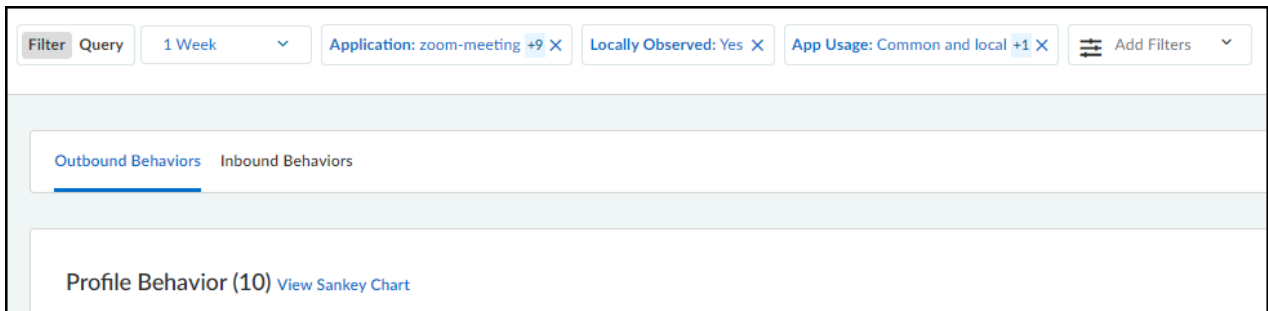 Filter Query 1 Week Application: zoom-meeting +9 Locally Observed: Yes App Usage: Common and local +1 Add Filters
Outbound Behaviors Inbound Behaviors
Profile Behavior (10) View Sankey Chart